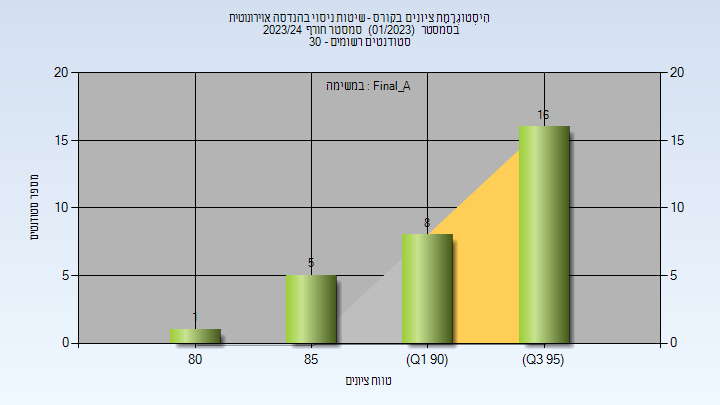 היסטוגרמת ציונים בקורס - שיטות ניסוי בהנדסה אוירונוטית
בסמסטר (01/2023) סמסטר חורף 2023/24
סטודנטים רשומים - 30
במשימה : Final_A
20 20
16
15 15
מספר סטודנטים
10 10
8
5 5
5
1
0 0
80 85 (Q1 90) (Q3 95)
טווח ציונים